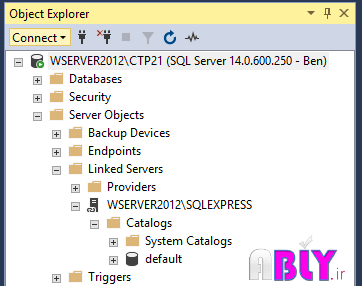 Object Explorer
Connect
WSERVER2012\CTP21 (SQL Server 14.0.600.250 - Ben)
Databases
Security
Server Objects
Backup Devices
Endpoints
Linked Servers
Providers
WSERVER2012\SQLEXPRESS
Catalogs
System Catalogs
default
Triggers
ABLY.ir